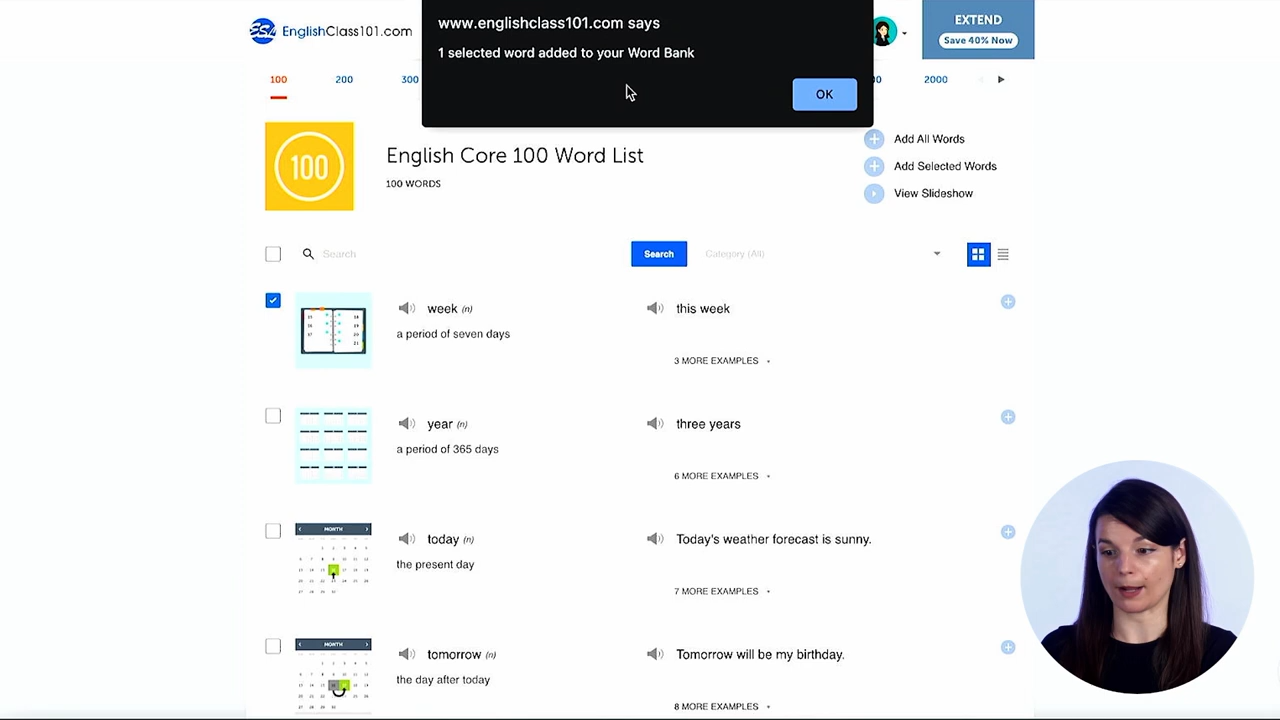 www.englishclass101.com says
1 selected word added to your Word Bank
OK
EnglishClass101.com
EXTEND
Save 40% Now
100 200 300 2000
100
English Core 100 Word List
100 WORDS
Add All Words
Add Selected Words
View Slideshow
Search
Search
Category (All)
week (n)
a period of seven days
this week
3 MORE EXAMPLES
year (n)
a period of 365 days
three years
6 MORE EXAMPLES
MONTH
today (n)
the present day
Today's weather forecast is sunny.
7 MORE EXAMPLES
MONTH
tomorrow (n)
the day after today
Tomorrow will be my birthday.
8 MORE EXAMPLES